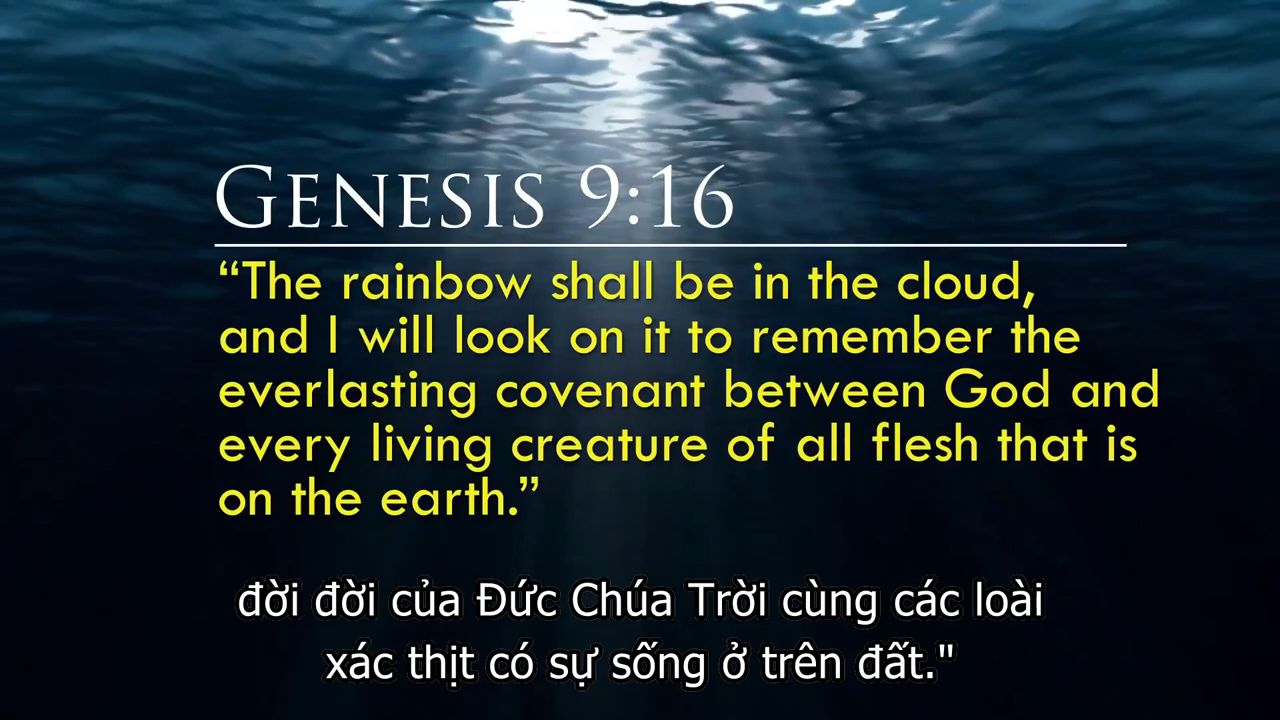 GENESIS 9:16
“The rainbow shall be in the cloud,
and I will look on it to remember the
everlasting covenant between God and
every living creature of all flesh that is
on the earth.”
đời đời của Đức Chúa Trời cùng các loài
xác thịt có sự sống ở trên đất."